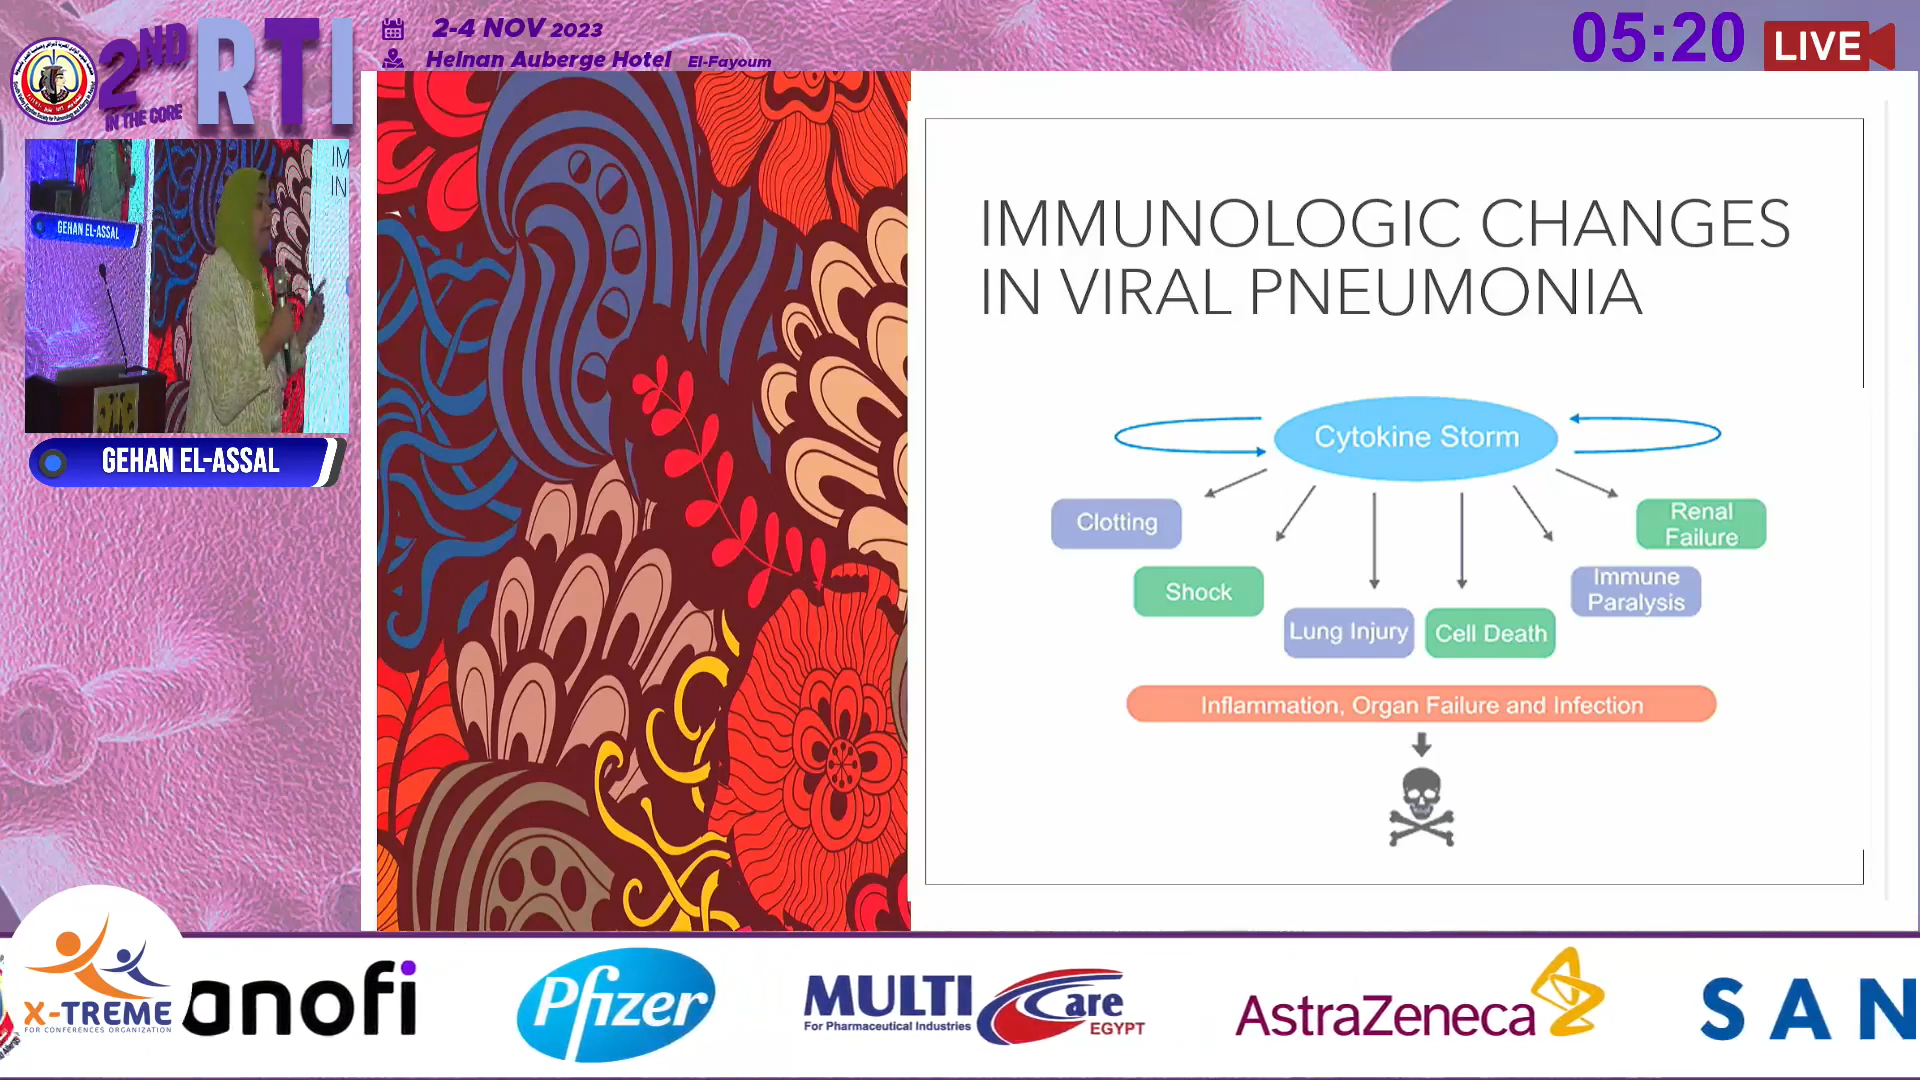 2ND
IN THE CORE
RTI
2-4 NOV 2023
Helnan Auberge Hotel El-Fayoum
05:20
LIVE
IM
IN
GEHAN EL-ASSAL
GEHAN EL-ASSAL
IMMUNOLOGIC CHANGES
IN VIRAL PNEUMONIA
Cytokine Storm
Clotting
Renal
Failure
Shock
Immune
Paralysis
Lung Injury
Cell Death
Inflammation, Organ Failure and Infection
X-TREME
FOR CONFERENCES ORGANIZATION
anofi
Pfizer
MULTI Care
For Pharmaceutical Industries
EGYPT
AstraZeneca
SAN